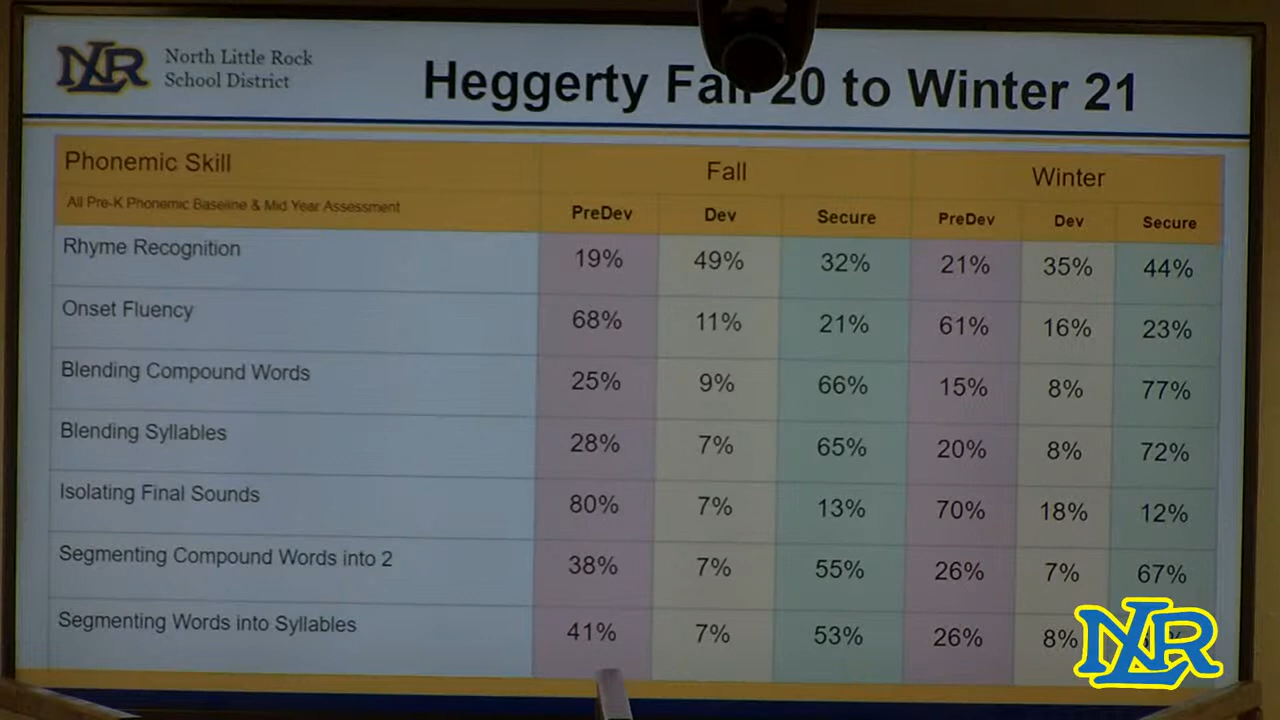 NLR
North Little Rock
School District
Heggerty Fall 20 to Winter 21
Phonemic Skill
Fall
Winter
All Pre-K Phonemic Baseline & Mid Year Assessment
PreDev Dev Secure PreDev Dev Secure
Rhyme Recognition 19% 49% 32% 21% 35% 44%
Onset Fluency 68% 11% 21% 61% 16% 23%
Blending Compound Words 25% 9% 66% 15% 8% 77%
Blending Syllables 28% 7% 65% 20% 8% 72%
Isolating Final Sounds 80% 7% 13% 70% 18% 12%
Segmenting Compound Words into 2 38% 7% 55% 26% 7% 67%
Segmenting Words into Syllables 41% 7% 53% 26% 8%
NLR